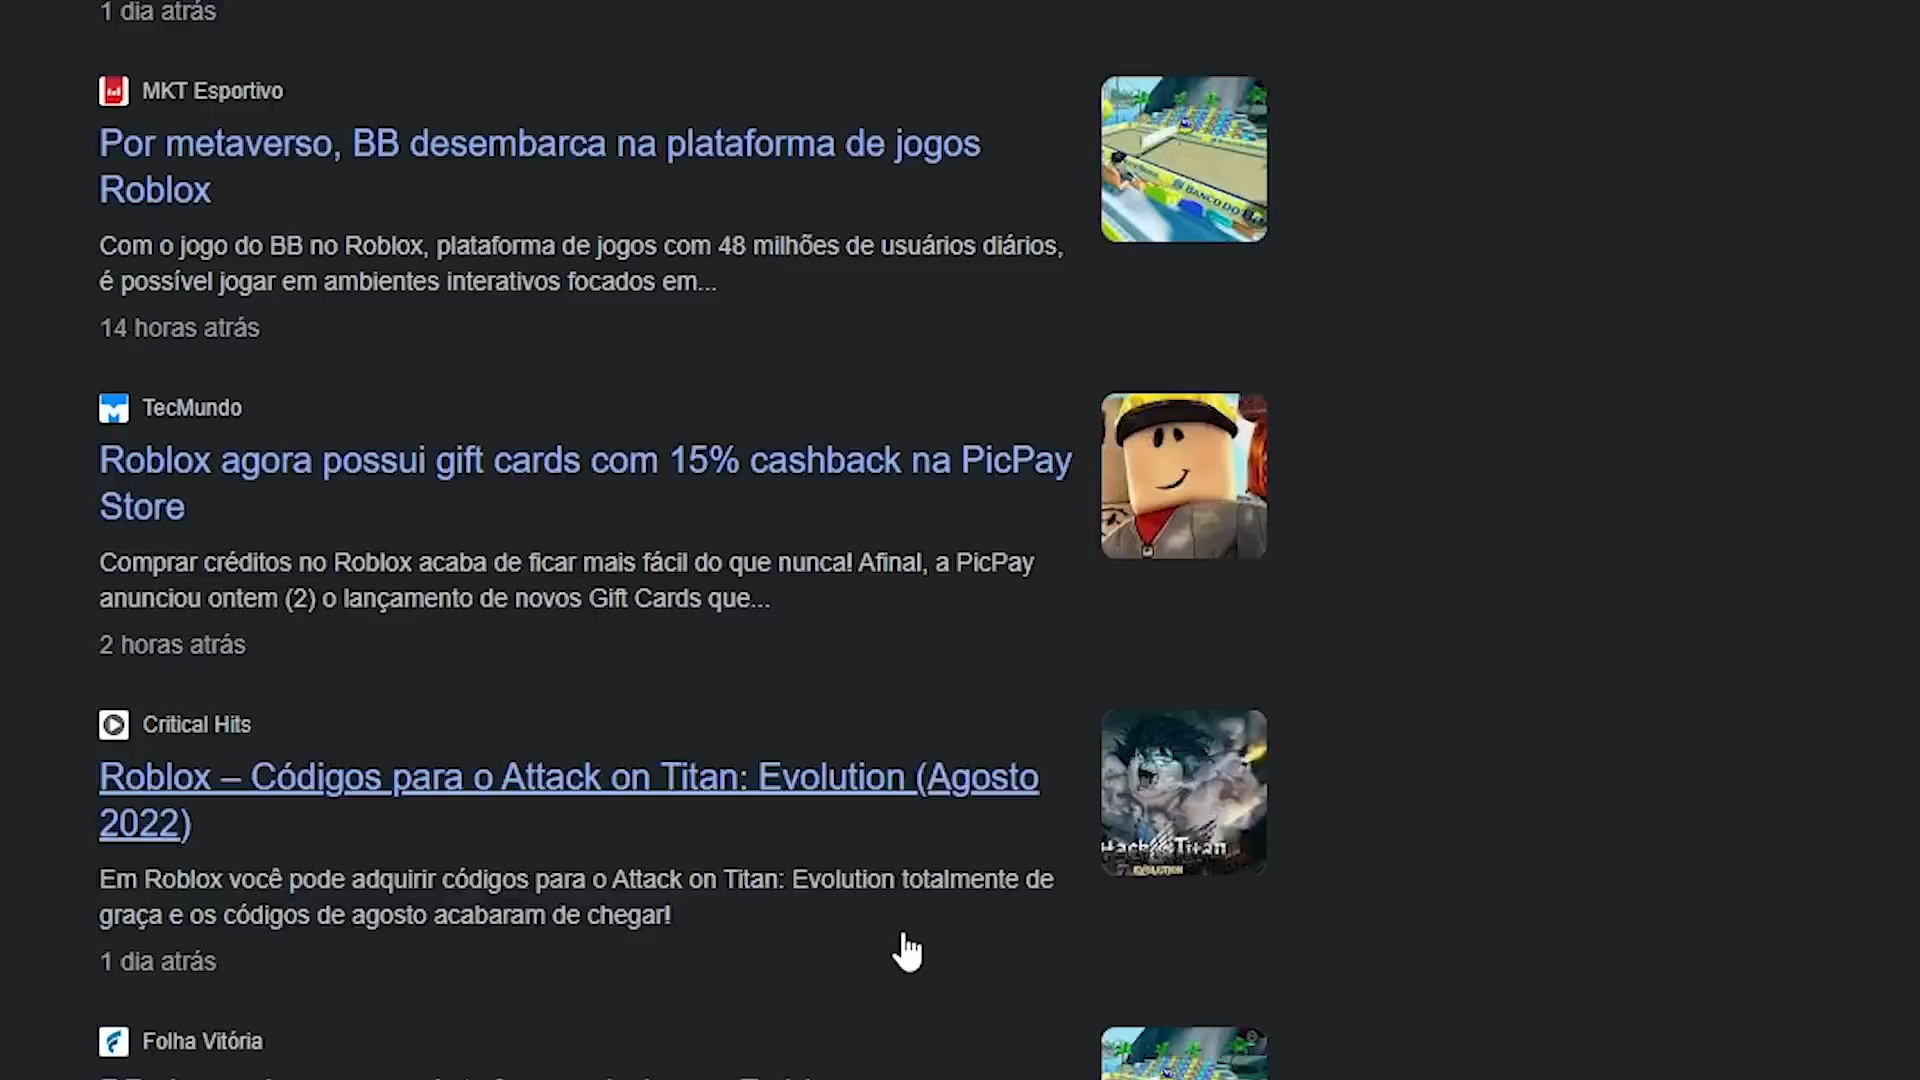 1 dia atrás
MKT Esportivo
Por metaverso, BB desembarca na plataforma de jogos
Roblox
Com o jogo do BB no Roblox, plataforma de jogos com 48 milhões de usuários diários,
é possível jogar em ambientes interativos focados em...
14 horas atrás
BANCO DO
TecMundo
Roblox agora possui gift cards com 15% cashback na PicPay
Store
Comprar créditos no Roblox acaba de ficar mais fácil do que nunca! Afinal, a PicPay
anunciou ontem (2) o lançamento de novos Gift Cards que...
2 horas atrás
Critical Hits
Roblox – Códigos para o Attack on Titan: Evolution (Agosto
2022)
Em Roblox você pode adquirir códigos para o Attack on Titan: Evolution totalmente de
graça e os códigos de agosto acabaram de chegar!
1 dia atrás
Titan
EVOLUTION
Folha Vitória